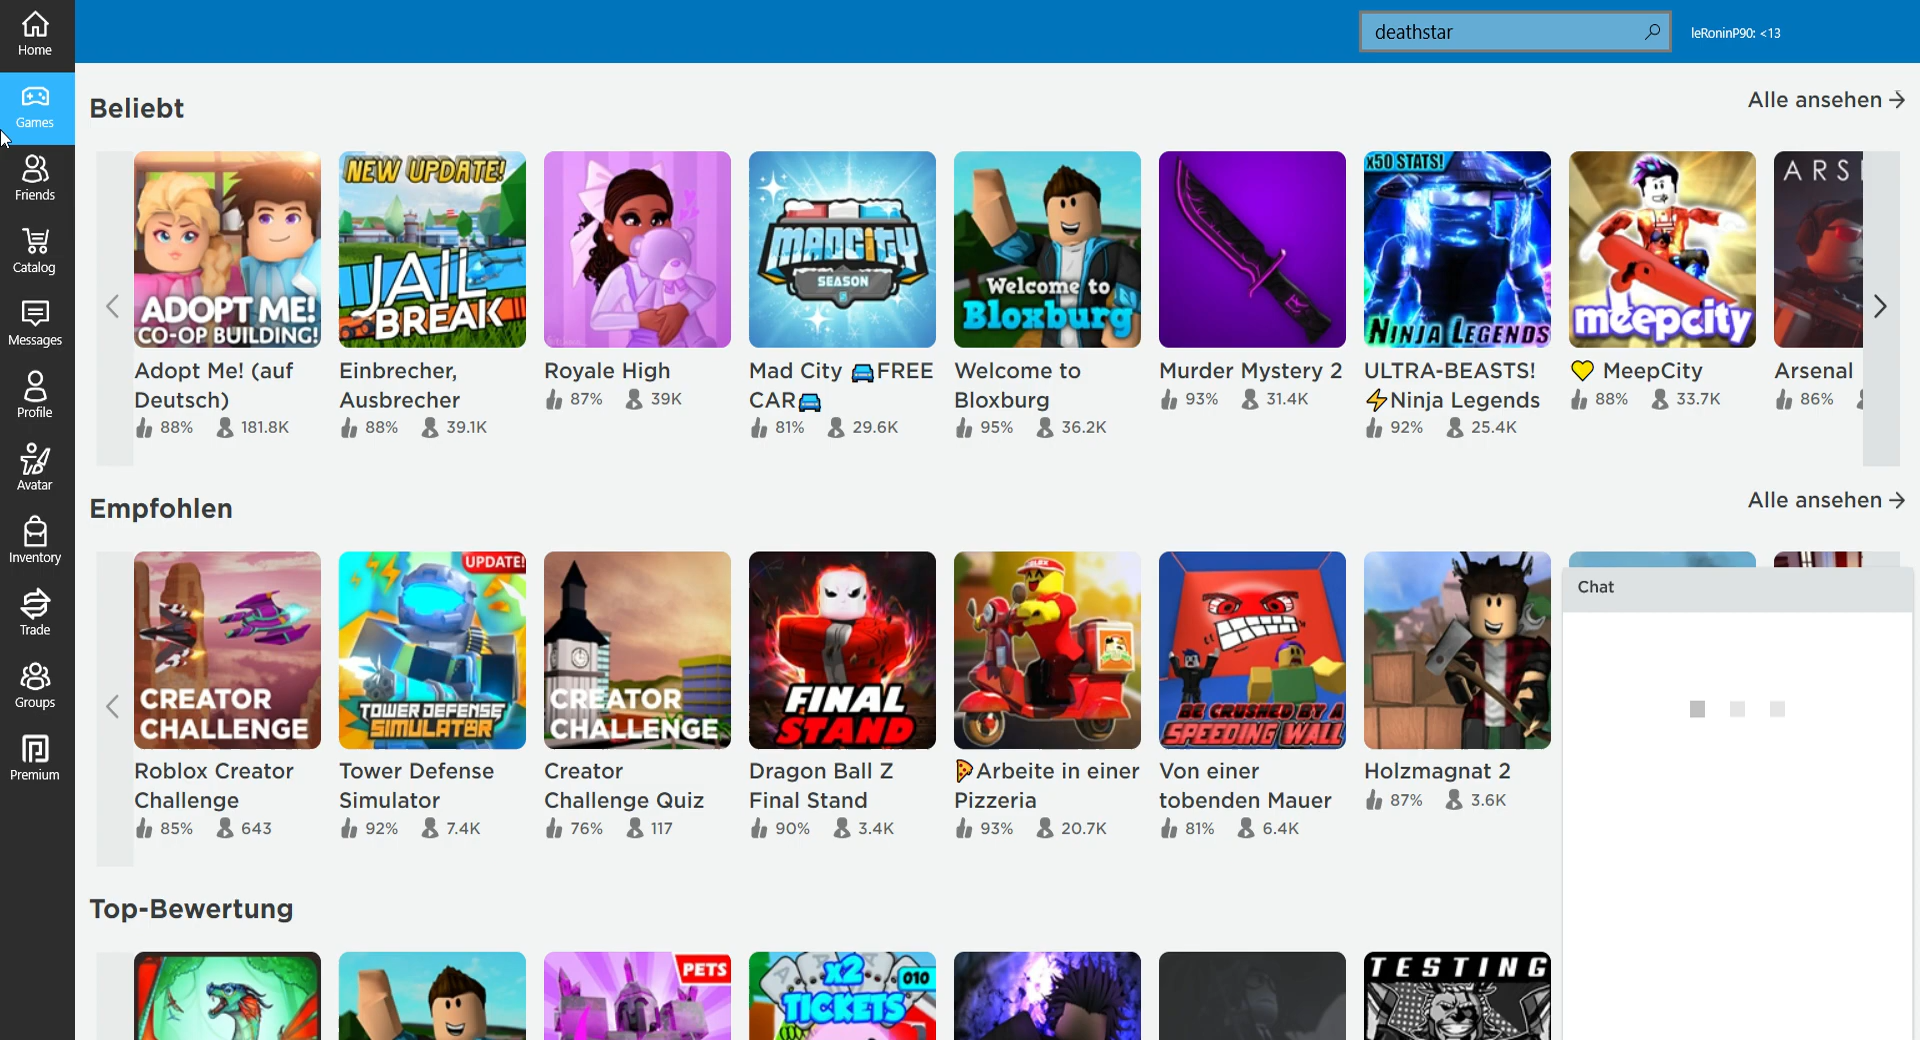 Home
Games
Friends
Catalog
Messages
Profile
Avatar
Inventory
Trade
Groups
Premium
deathstar
leRoninP90: <13
Beliebt
Alle ansehen →
ADOPT ME!
CO-OP BUILDING!
NEW UPDATE!
JAIL
BREAK
MADCITY
SEASON
5
Welcome to
Bloxburg
x50 STATS!
NINJA LEGENDS
meepcity
ARS
Adopt Me! (auf
Deutsch)
88% 181.8K
Einbrecher,
Ausbrecher
88% 39.1K
Royale High
87% 39K
Mad City 🚘FREE
CAR🚘
81% 29.6K
Welcome to
Bloxburg
95% 36.2K
Murder Mystery 2
93% 31.4K
ULTRA-BEASTS!
⚡Ninja Legends
92% 25.4K
💛 MeepCity
88% 33.7K
Arsenal
86%
Empfohlen
Alle ansehen →
CREATOR
CHALLENGE
UPDATE!
TOWER DEFENSE
SIMULATOR
CREATOR
CHALLENGE
FINAL
STAND
BE CRUSHED BY A
SPEEDING WALL
Roblox Creator
Challenge
85% 643
Tower Defense
Simulator
92% 7.4K
Creator
Challenge Quiz
76% 117
Dragon Ball Z
Final Stand
90% 3.4K
🍕Arbeite in einer
Pizzeria
93% 20.7K
Von einer
tobenden Mauer
81% 6.4K
Holzmagnat 2
87% 3.6K
Chat
Top-Bewertung
PETS
x2
TICKETS
010
TESTING